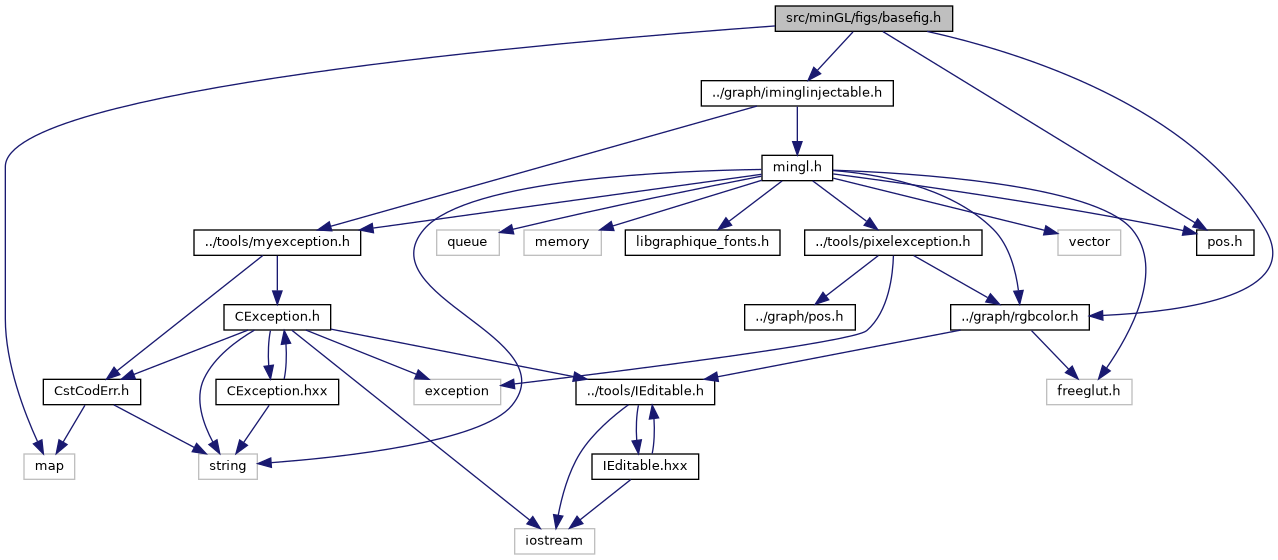 src/minGL/figs/basefig.h
../graph/iminglinjectable.h
mingl.h
../tools/myexception.h
queue
memory
libgraphique_fonts.h
../tools/pixelexception.h
vector
pos.h
CException.h
../graph/pos.h
../graph/rgbcolor.h
CstCodErr.h
CException.hxx
exception
../tools/IEditable.h
freeglut.h
map
string
IEditable.hxx
iostream